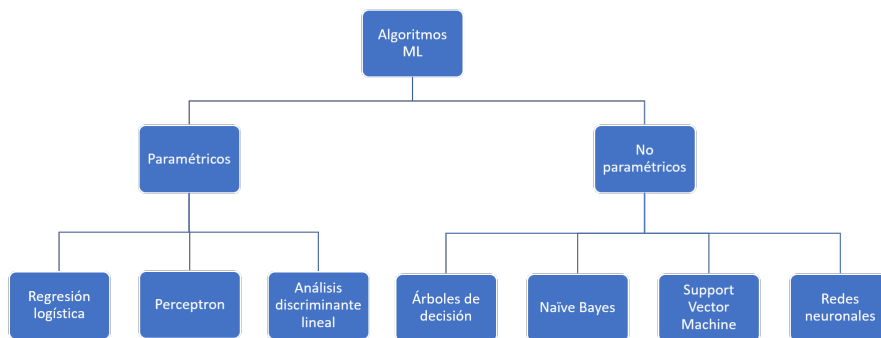 Algoritmos
ML
Paramétricos
No
paramétricos
Regresión
logística
Perceptron
Análisis
discriminante
lineal
Árboles de
decisión
Naïve Bayes
Support
Vector
Machine
Redes
neuronales